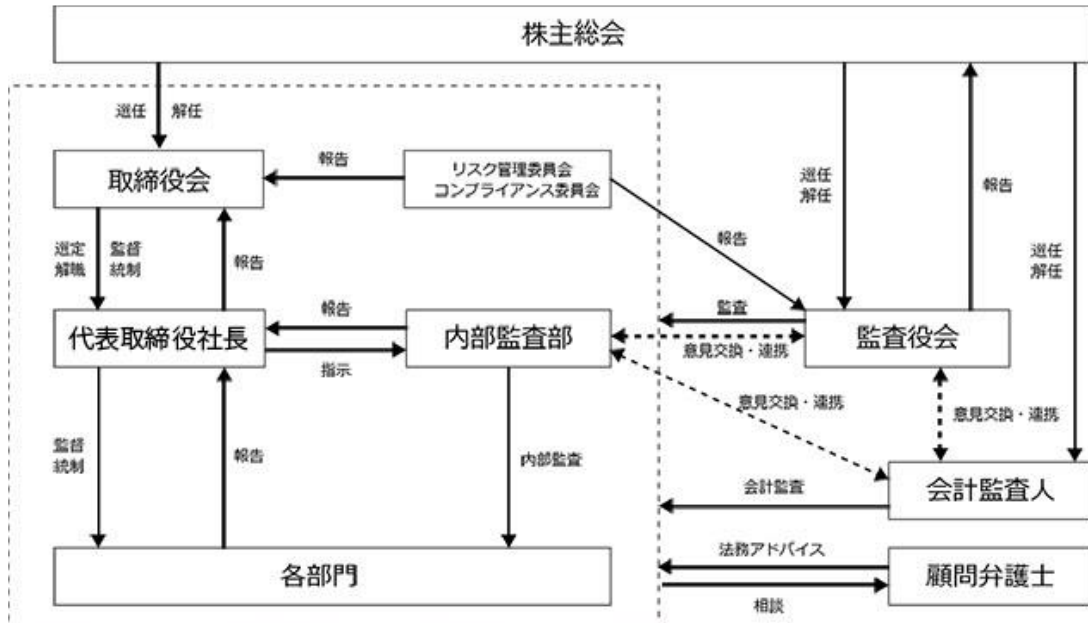 株主総会
選任 解任
取締役会
報告
リスク管理委員会
コンプライアンス委員会
選任
解任
報告
選任
解任
選定
解職
監督
統制
報告
報告
代表取締役社長
報告
指示
内部監査部
監査
意見交換・連携
監査役会
意見交換・連携
意見交換・連携
監督
統制
報告
内部監査
会計監査
会計監査人
各部門
法務アドバイス
相談
顧問弁護士